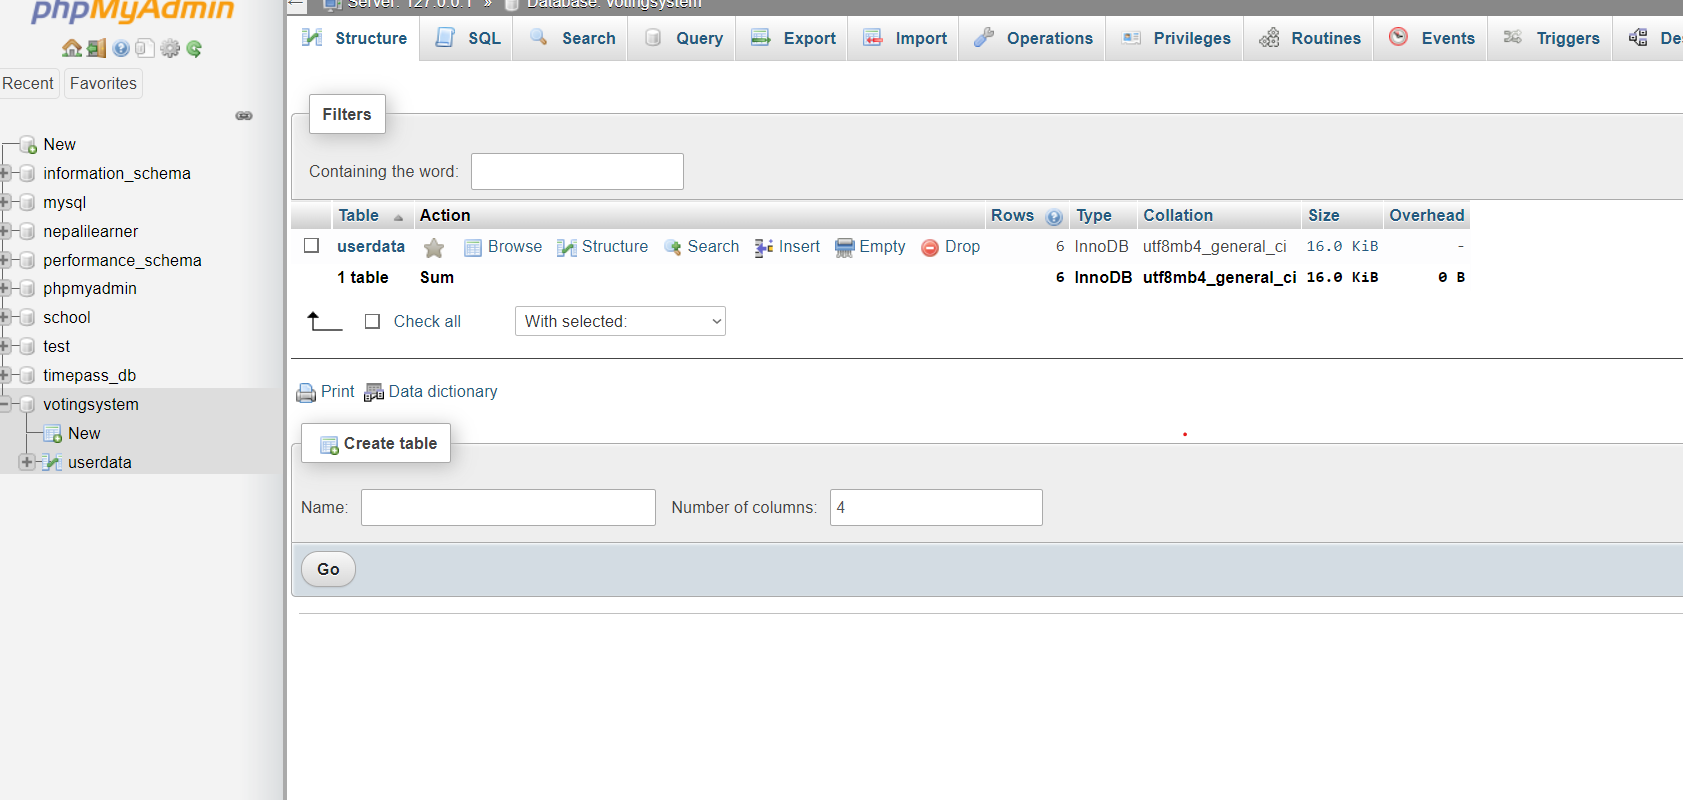 phpMyAdmin
Server: 127.0.0.1 » Database: votingsystem
Structure SQL Search Query Export Import Operations Privileges Routines Events Triggers
Recent Favorites
New
information_schema
mysql
nepalilearner
performance_schema
phpmyadmin
school
test
timepass_db
votingsystem
New
userdata
Filters
Containing the word:
Table Action Rows Type Collation Size Overhead
userdata Browse Structure Search Insert Empty Drop 6 InnoDB utf8mb4_general_ci 16.0 KiB -
1 table Sum 6 InnoDB utf8mb4_general_ci 16.0 KiB 0 B
Check all With selected:
Print Data dictionary
Create table
Name: Number of columns: 4
Go